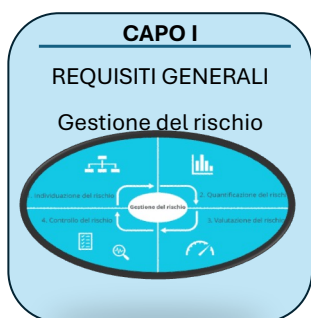 CAPO I
REQUISITI GENERALI
Gestione del rischio
1. Individuazione del rischio
2. Quantificazione del rischio
Gestione del rischio
4. Controllo del rischio
3. Valutazione del rischio